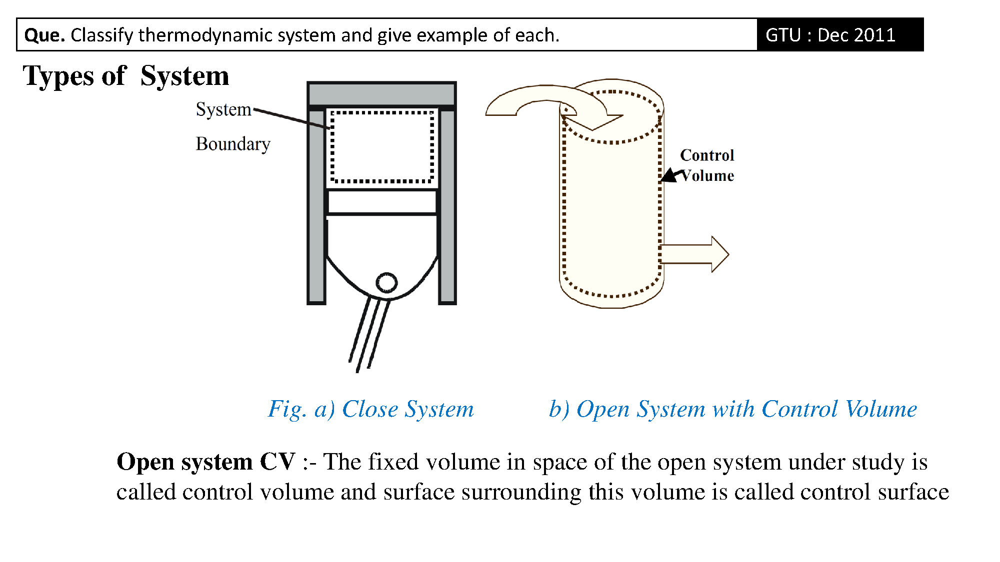 Que. Classify thermodynamic system and give example of each.
GTU : Dec 2011
Types of System
System
Boundary
Control
Volume
Fig. a) Close System
b) Open System with Control Volume
Open system CV :- The fixed volume in space of the open system under study is
called control volume and surface surrounding this volume is called control surface